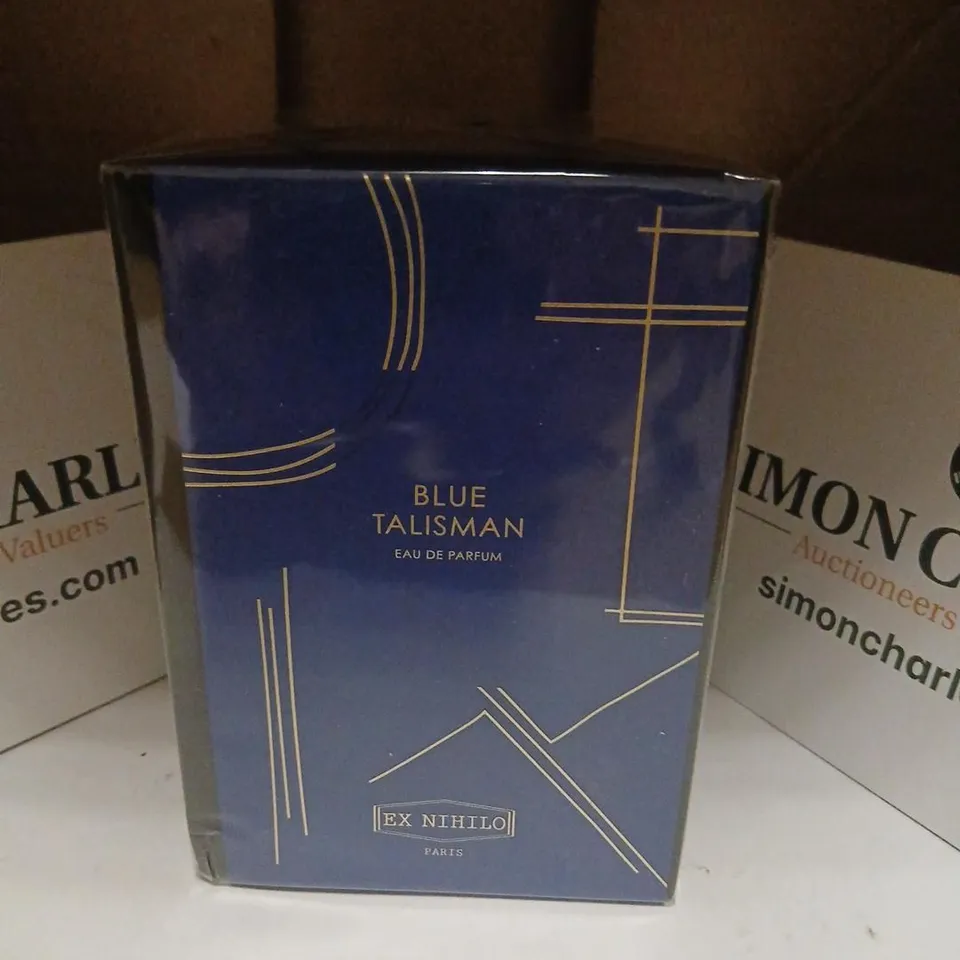 BLUE
TALISMAN
EAU DE PARFUM
EX NIHILO
PARIS
ARL
Valuers
es.com
IMON C
Auctioneers
simoncharl